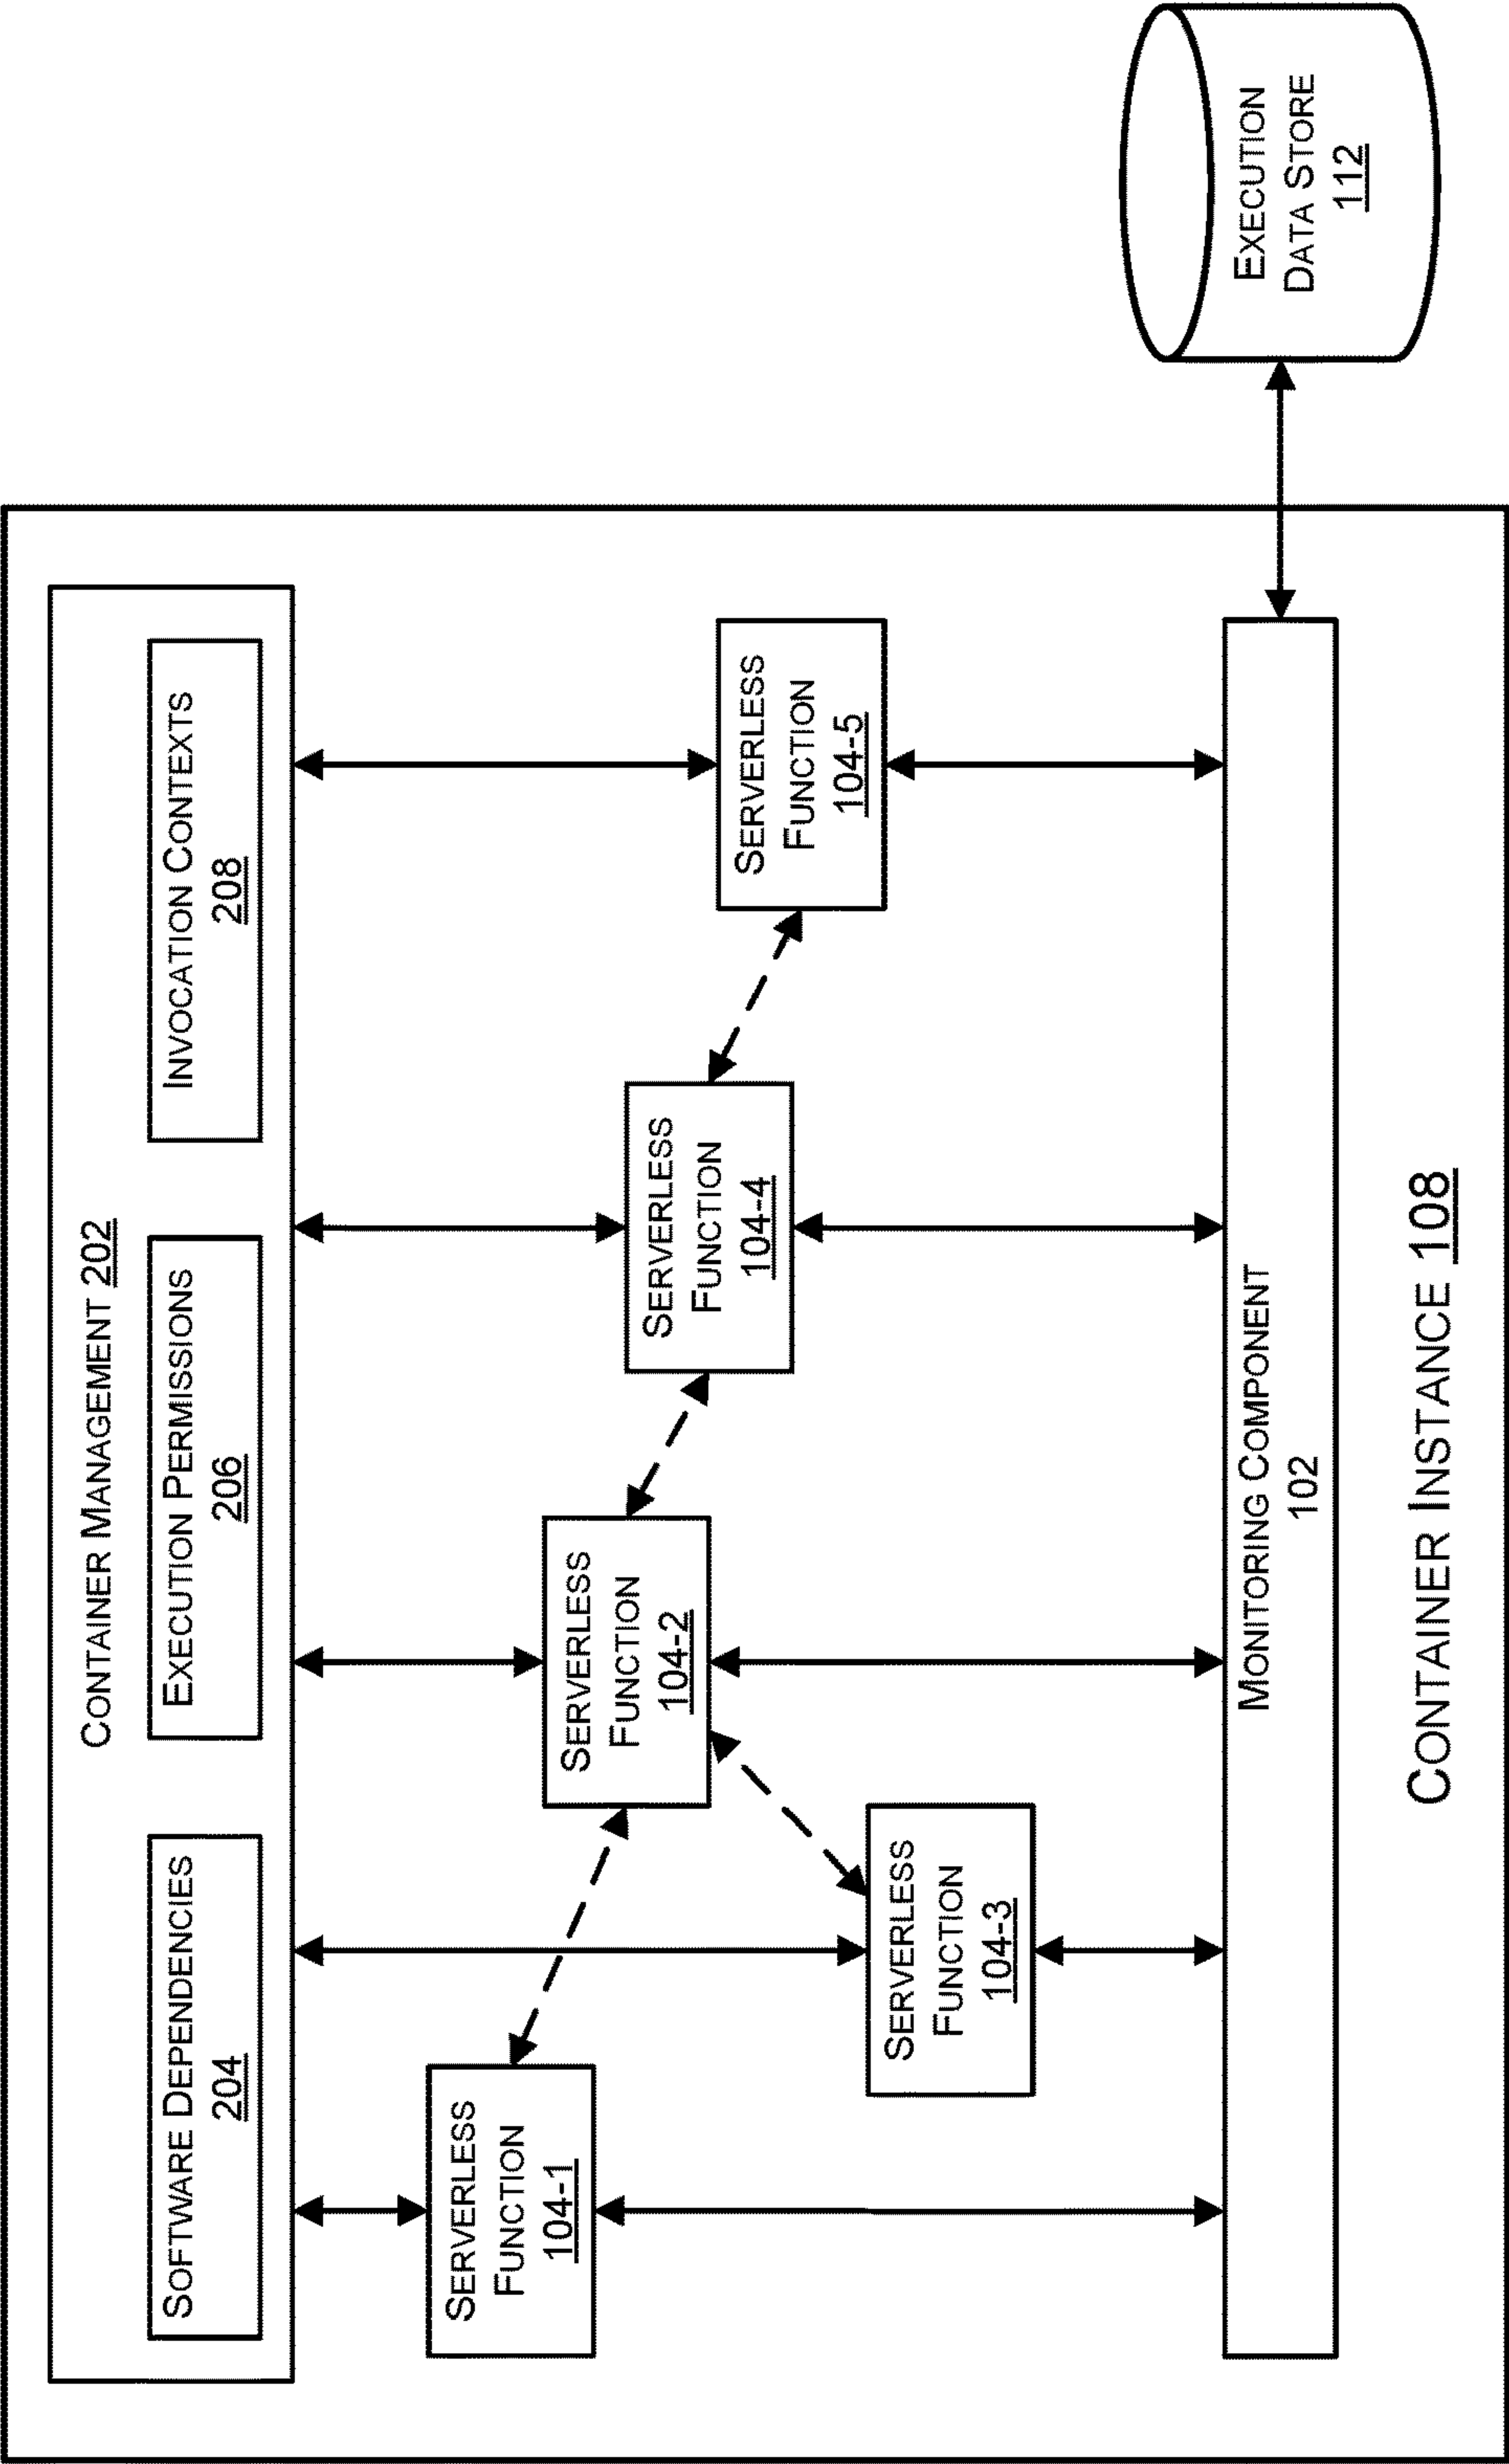 CONTAINER MANAGEMENT 202
SOFTWARE DEPENDENCIES
204
EXECUTION PERMISSIONS
206
INVOCATION CONTEXTS
208
SERVERLESS
FUNCTION
104-1
SERVERLESS
FUNCTION
104-2
SERVERLESS
FUNCTION
104-3
SERVERLESS
FUNCTION
104-4
SERVERLESS
FUNCTION
104-5
MONITORING COMPONENT
102
EXECUTION
DATA STORE
112
CONTAINER INSTANCE 108